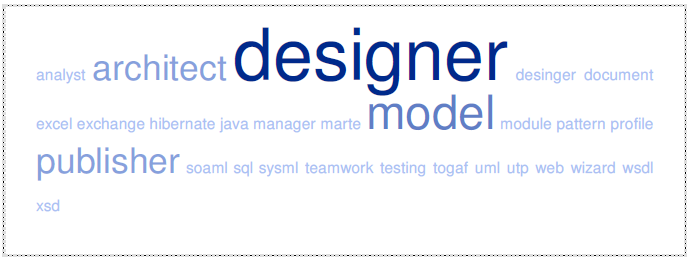 analyst architect designer desinger document
excel exchange hibernate java manager marte model module pattern profile
publisher soaml sql sysml teamwork testing togaf uml utp web wizard wsdl
xsd